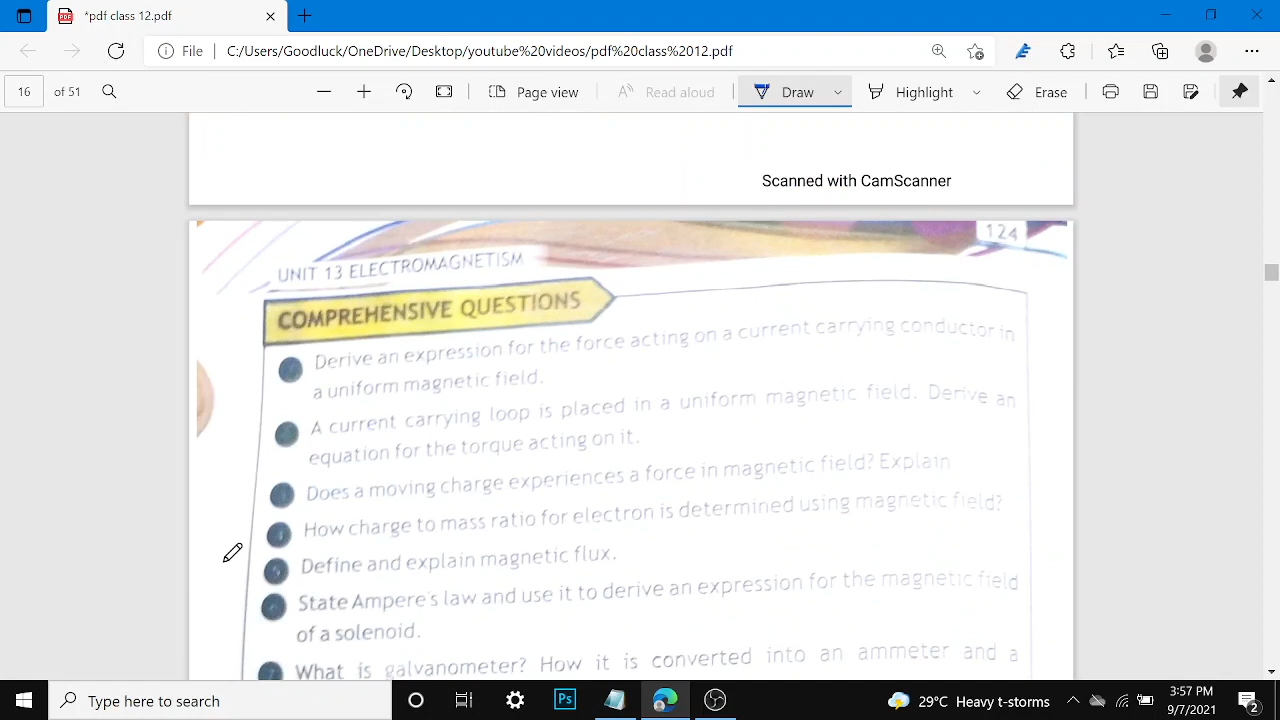 *pdf class 12.pdf
File | C:/Users/Goodluck/OneDrive/Desktop/youtube%20videos/pdf%20class%2012.pdf
16 of 51 Page view Read aloud Draw Highlight Erase
Scanned with CamScanner
124
UNIT 13 ELECTROMAGNETISM
COMPREHENSIVE QUESTIONS
Derive an expression for the force acting on a current carrying conductor in
a uniform magnetic field.
A current carrying loop is placed in a uniform magnetic field. Derive an
equation for the torque acting on it.
Does a moving charge experiences a force in magnetic field? Explain
How charge to mass ratio for electron is determined using magnetic field?
Define and explain magnetic flux.
State Ampere's law and use it to derive an expression for the magnetic field
of a solenoid.
What is galvanometer? How it is converted into an ammeter and a
Type here to search
Ps
29°C Heavy t-storms
3:57 PM
9/7/2021
2